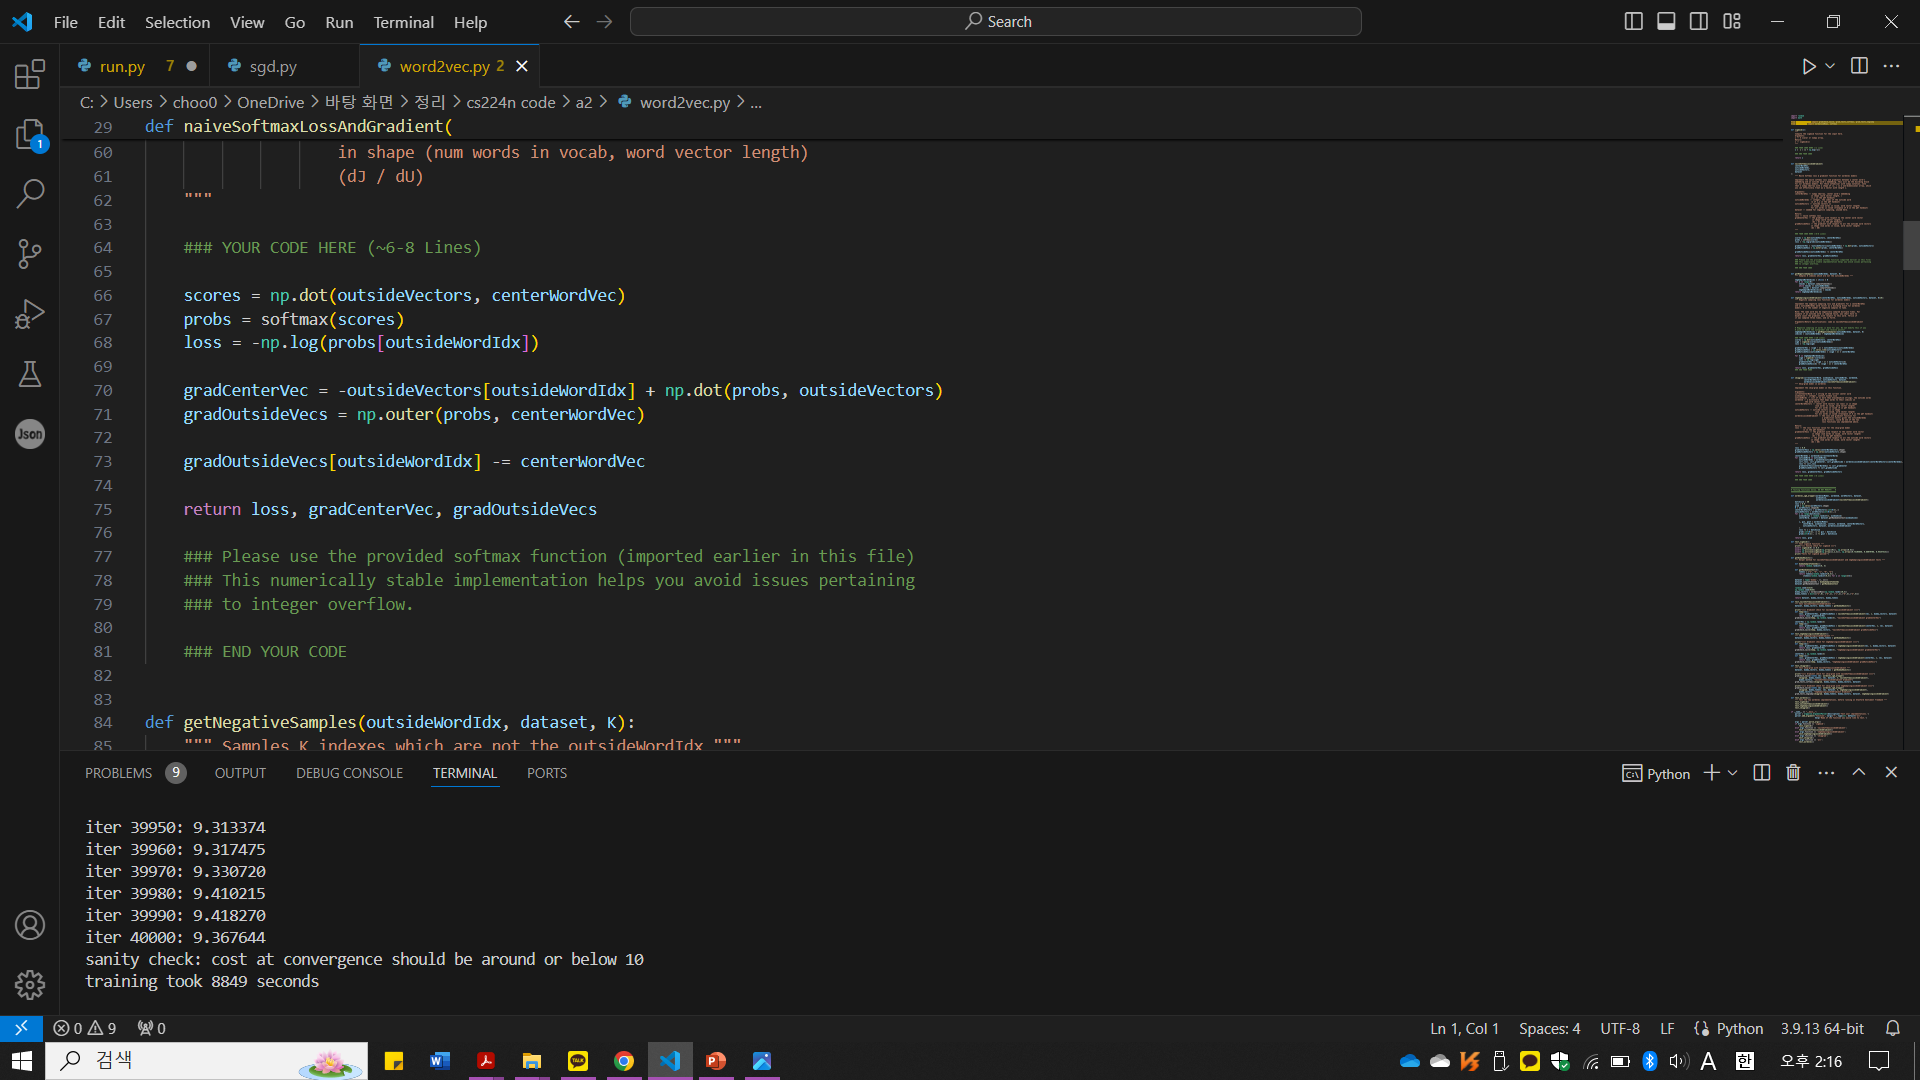 File Edit Selection View Go Run Terminal Help
Search
run.py 7
sgd.py
word2vec.py 2
C: > Users > choo0 > OneDrive > 바탕 화면 > 정리 > cs224n code > a2 > word2vec.py > ...
29 def naiveSoftmaxLossAndGradient(
60 in shape (num words in vocab, word vector length)
61 (dJ / dU)
62 """
63
64 ### YOUR CODE HERE (~6-8 Lines)
65
66 scores = np.dot(outsideVectors, centerWordVec)
67 probs = softmax(scores)
68 loss = -np.log(probs[outsideWordIdx])
69
70 gradCenterVec = -outsideVectors[outsideWordIdx] + np.dot(probs, outsideVectors)
71 gradOutsideVecs = np.outer(probs, centerWordVec)
72
73 gradOutsideVecs[outsideWordIdx] -= centerWordVec
74
75 return loss, gradCenterVec, gradOutsideVecs
76
77 ### Please use the provided softmax function (imported earlier in this file)
78 ### This numerically stable implementation helps you avoid issues pertaining
79 ### to integer overflow.
80
81 ### END YOUR CODE
82
83
84 def getNegativeSamples(outsideWordIdx, dataset, K):
85 """ Samples K indexes which are not the outsideWordIdx """
1
Json
PROBLEMS 9 OUTPUT DEBUG CONSOLE TERMINAL PORTS
Python
iter 39950: 9.313374
iter 39960: 9.317475
iter 39970: 9.330720
iter 39980: 9.410215
iter 39990: 9.418270
iter 40000: 9.367644
sanity check: cost at convergence should be around or below 10
training took 8849 seconds
0 9 0
Ln 1, Col 1 Spaces: 4 UTF-8 LF Python 3.9.13 64-bit
검색
A 한 오후 2:16